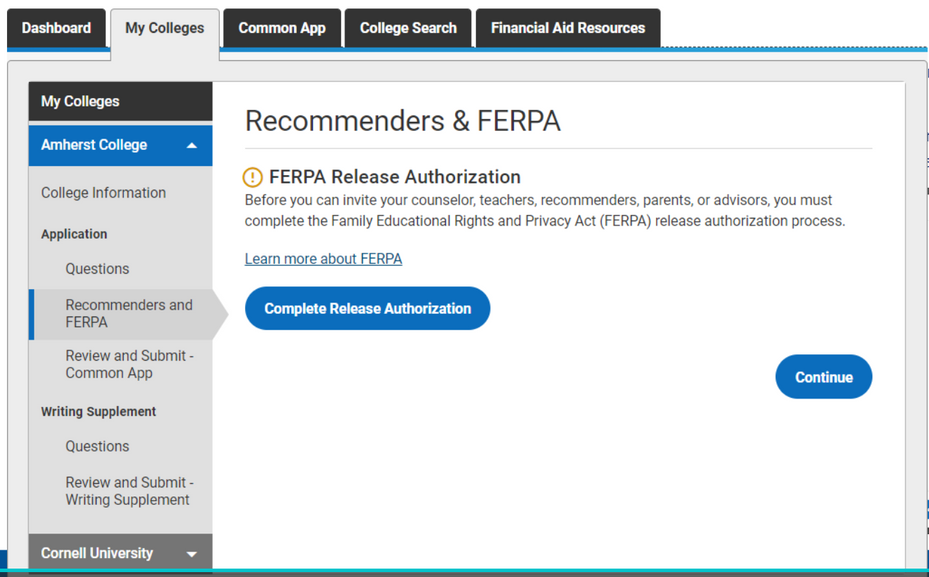 Dashboard
My Colleges
Common App
College Search
Financial Aid Resources
My Colleges
Amherst College
College Information
Application
Questions
Recommenders and
FERPA
Review and Submit -
Common App
Writing Supplement
Questions
Review and Submit -
Writing Supplement
Cornell University
Recommenders & FERPA
FERPA Release Authorization
Before you can invite your counselor, teachers, recommenders, parents, or advisors, you must
complete the Family Educational Rights and Privacy Act (FERPA) release authorization process.
Learn more about FERPA
Complete Release Authorization
Continue